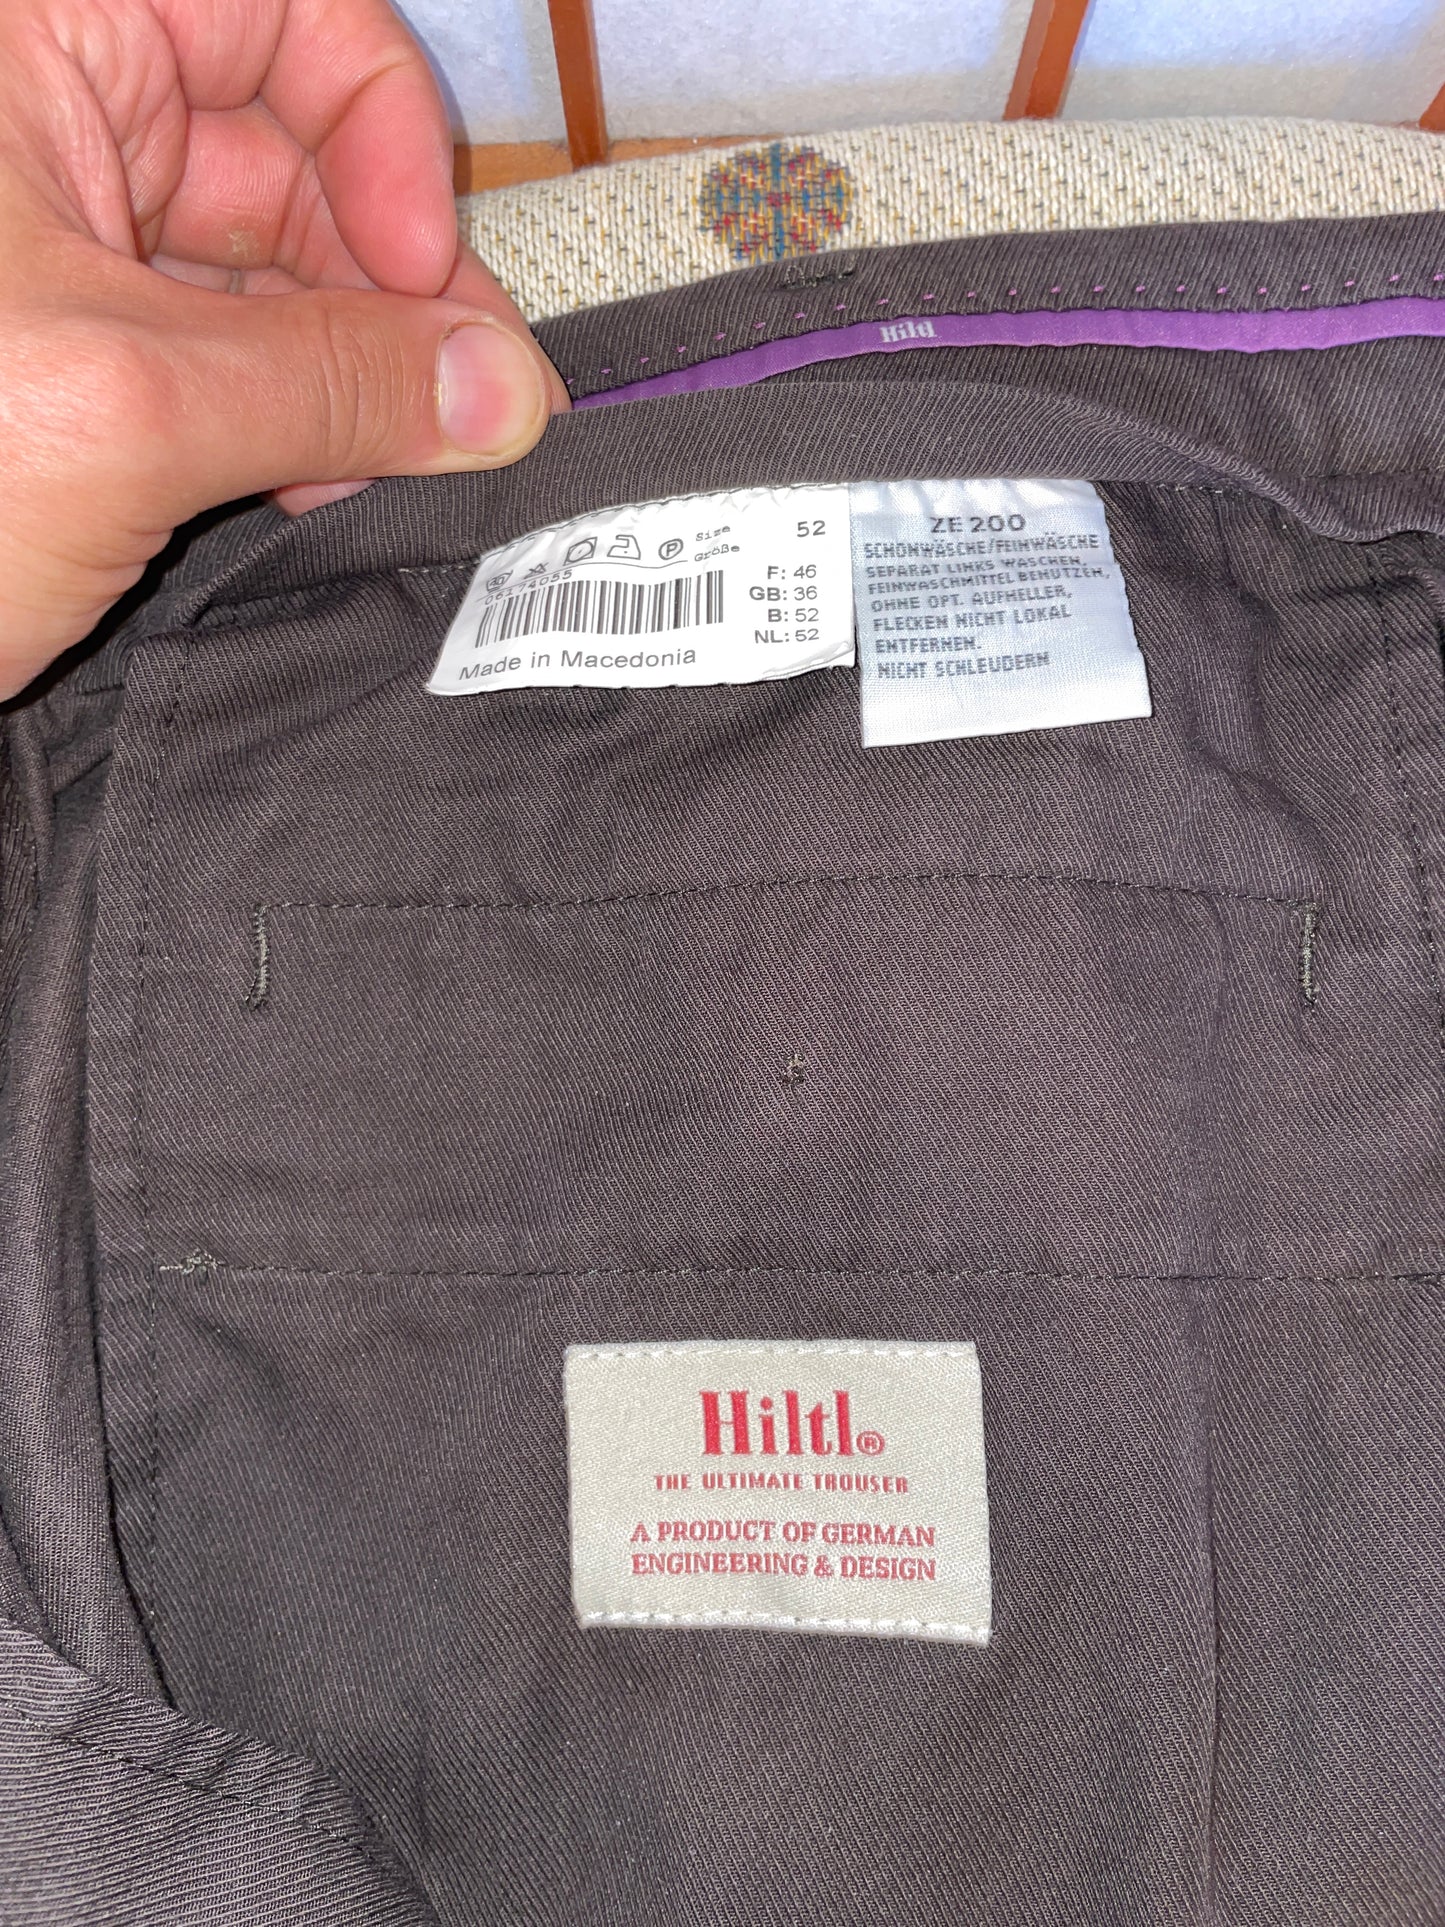 Hiltl
Size 52
Größe
30
P
06174055
F: 46
GB: 36
B: 52
NL: 52
Made in Macedonia
ZE 200
SCHONWÄSCHE/FEINWÄSCHE
SEPARAT LINKS WASCHEN,
FEINWASCHMITTEL BENUTZEN,
OHNE OPT. AUFHELLER,
FLECKEN NICHT LOKAL
ENTFERNEN.
NICHT SCHLEUDERN
Hiltl®
THE ULTIMATE TROUSER
A PRODUCT OF GERMAN
ENGINEERING & DESIGN